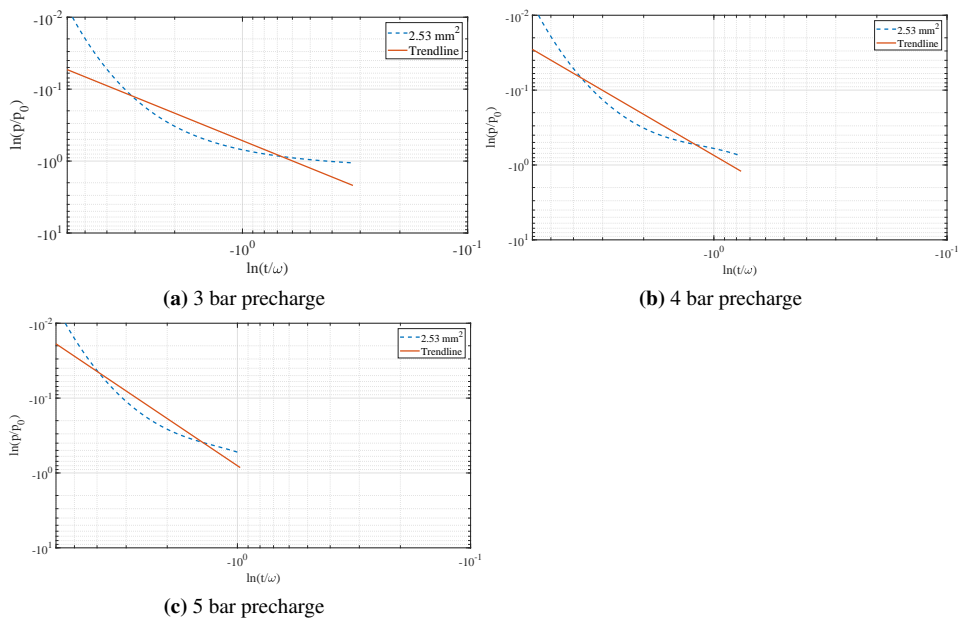 -10^-2
-10^-1
-10^0
-10^1
ln(p/p_0)
2.53 mm^2
Trendline
-10^0
-10^-1
ln(t/ω)
(a) 3 bar precharge
-10^-2
-10^-1
-10^0
-10^1
ln(p/p_0)
2.53 mm^2
Trendline
-10^0
-10^-1
ln(t/ω)
(b) 4 bar precharge
-10^-2
-10^-1
-10^0
-10^1
ln(p/p_0)
2.53 mm^2
Trendline
-10^0
-10^-1
ln(t/ω)
(c) 5 bar precharge